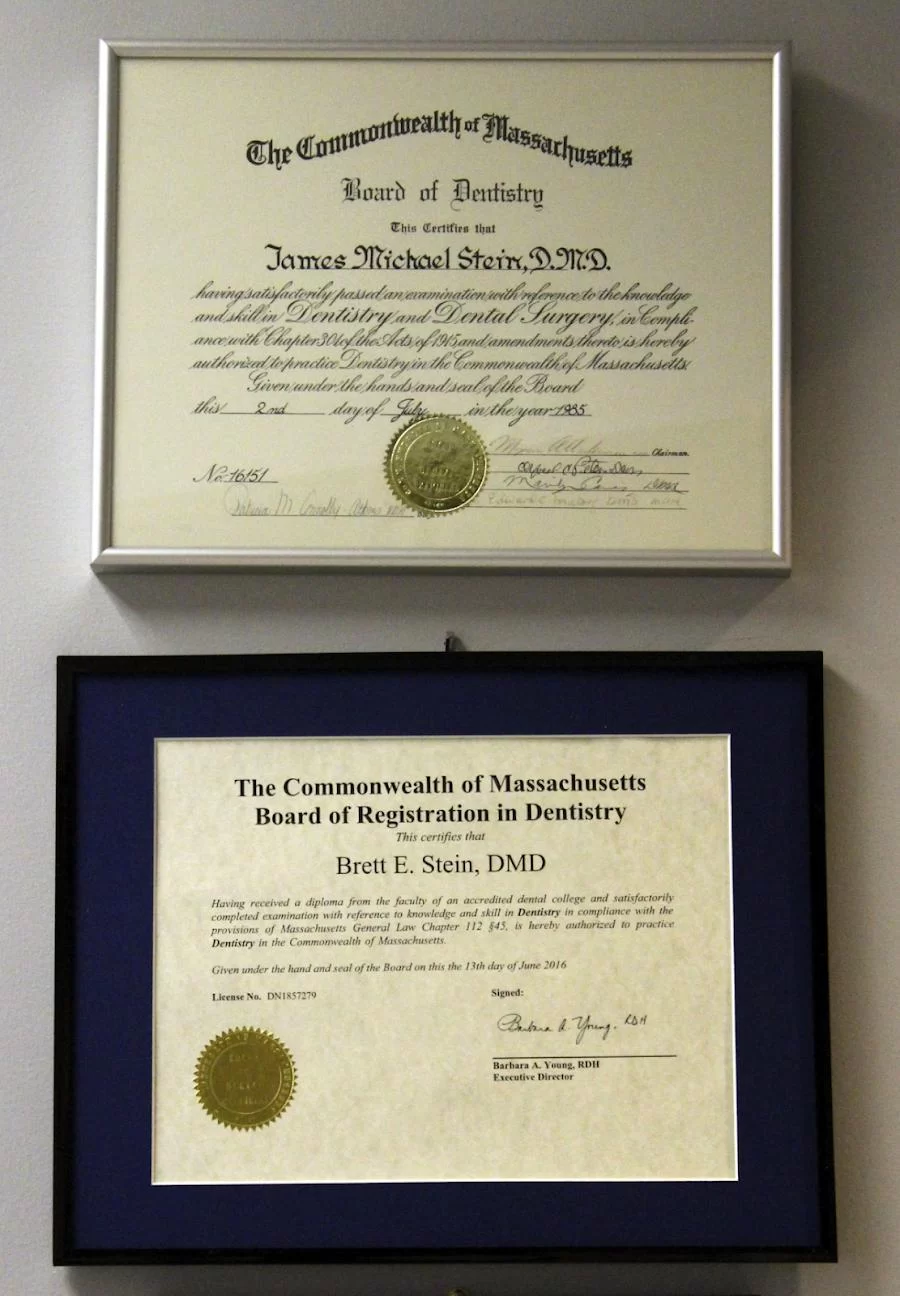 The Commonwealth of Massachusetts
Board of Dentistry
This Certifies that
James Michael Stein, D.M.D.
having satisfactorily passed an examination with reference to the knowledge
and skill in Dentistry and Dental Surgery, in Compli-
ance with Chapter 301 of the Acts of 1915 and amendments thereto, is hereby
authorized to practice Dentistry in the Commonwealth of Massachusetts.
Given under the hands and seal of the Board
this 2nd day of July in the year 1985
Chairman.
No. 16151
Patricia M. Connolly-Atkins RDH
The Commonwealth of Massachusetts
Board of Registration in Dentistry
This certifies that
Brett E. Stein, DMD
Having received a diploma from the faculty of an accredited dental college and satisfactorily
completed examination with reference to knowledge and skill in Dentistry in compliance with the
provisions of Massachusetts General Law Chapter 112 §45, is hereby authorized to practice
Dentistry in the Commonwealth of Massachusetts.
Given under the hand and seal of the Board on this the 13th day of June 2016
License No. DN1857279
Signed:
Barbara A. Young, RDH
Barbara A. Young, RDH
Executive Director